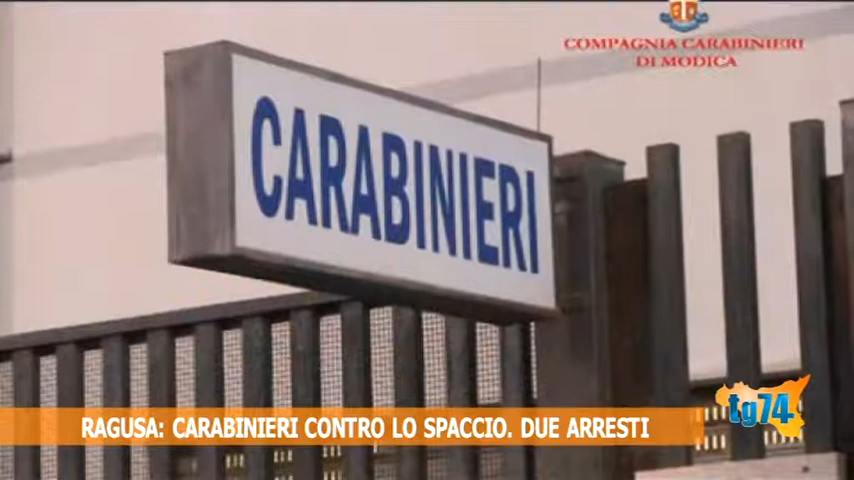 COMPAGNIA CARABINIERI
DI MODICA
CARABINIERI
RAGUSA: CARABINIERI CONTRO LO SPACCIO. DUE ARRESTI
tg74